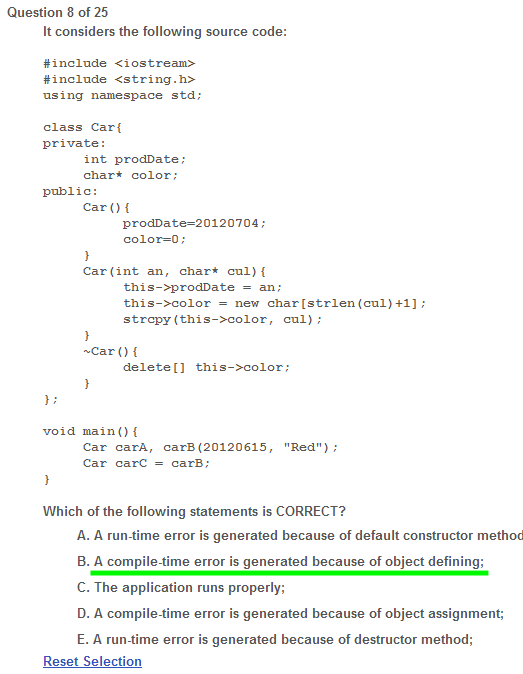 Question 8 of 25
It considers the following source code:
#include <iostream>
#include <string.h>
using namespace std;
class Car{
private:
int prodDate;
char* color;
public:
Car(){
prodDate=20120704;
color=0;
}
Car(int an, char* cul){
this->prodDate = an;
this->color = new char[strlen(cul)+1];
strcpy(this->color, cul);
}
~Car(){
delete[] this->color;
}
};
void main(){
Car carA, carB(20120615, "Red");
Car carC = carB;
}
Which of the following statements is CORRECT?
A. A run-time error is generated because of default constructor method
B. A compile-time error is generated because of object defining;
C. The application runs properly;
D. A compile-time error is generated because of object assignment;
E. A run-time error is generated because of destructor method;
Reset Selection